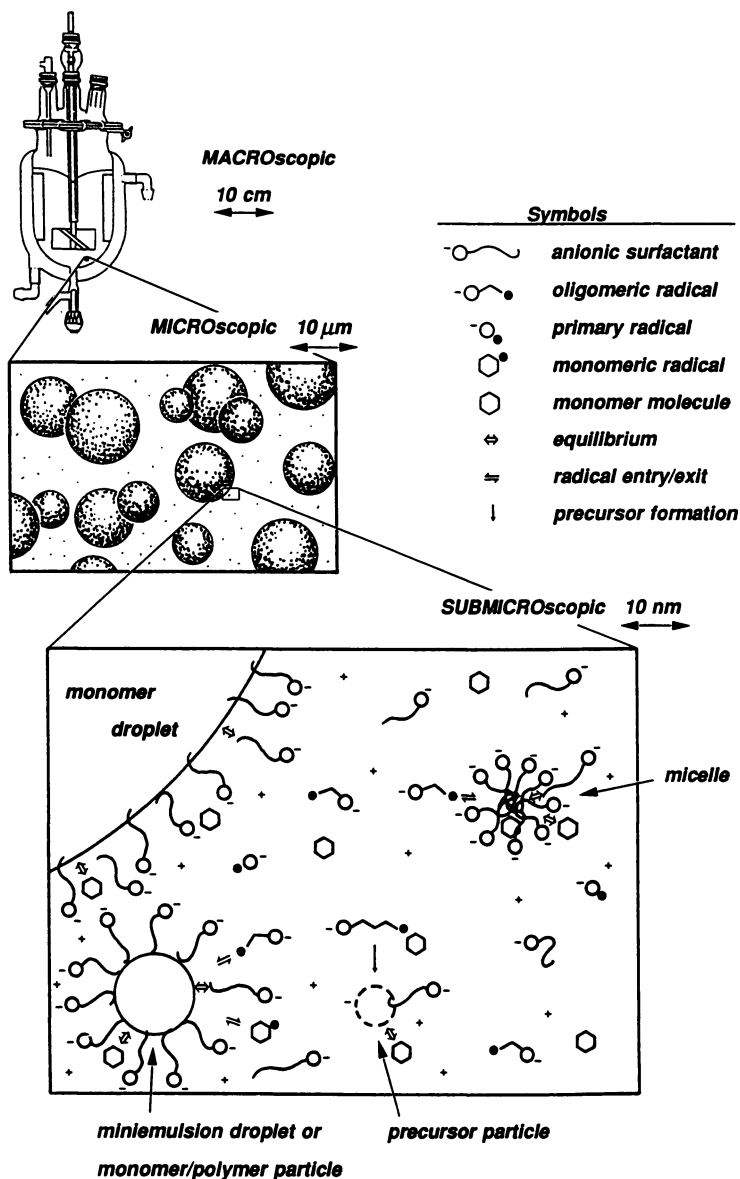 MACROscopic
10 cm
Symbols
anionic surfactant
oligomeric radical
primary radical
monomeric radical
monomer molecule
equilibrium
radical entry/exit
precursor formation
MICROscopic 10 μm
SUBMICROscopic 10 nm
monomer
droplet
micelle
miniemulsion droplet or
monomer/polymer particle
precursor particle